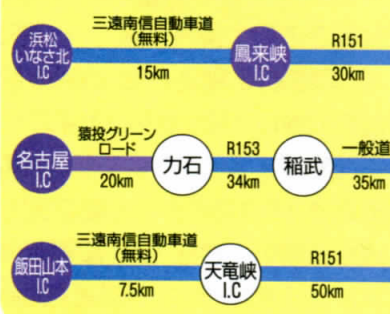 三遠南信自動車道
(無料)
浜松
いなさ北
I.C
15km
鳳来峡
I.C
R151
30km
猿投グリーン
ロード
名古屋
I.C
20km
力石
R153
34km
稲武
一般道
35km
三遠南信自動車道
(無料)
飯田山本
I.C
7.5km
天竜峡
I.C
R151
50km